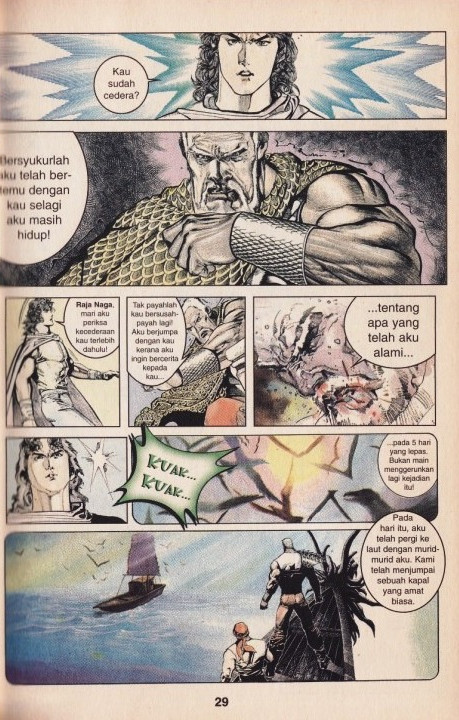 Kau
sudah
cedera?
Bersyukurlah
aku telah ber-
temu dengan
kau selagi
aku masih
hidup!
Raja Naga,
mari aku
periksa
kecederaan
kau terlebih
dahulu!
Tak payahlah
kau bersusah-
payah lagi!
Aku berjumpa
dengan kau
kerana aku
ingin bercerita
kepada
kau...
...tentang
apa yang
telah aku
alami...
KUAK...
KUAK...
...pada 5 hari
yang lepas.
Bukan main
menggerunkan
lagi kejadian
itu!
Pada
hari itu, aku
telah pergi ke
laut dengan murid-
murid aku. Kami
telah menjumpai
sebuah kapal
yang amat
biasa.
29